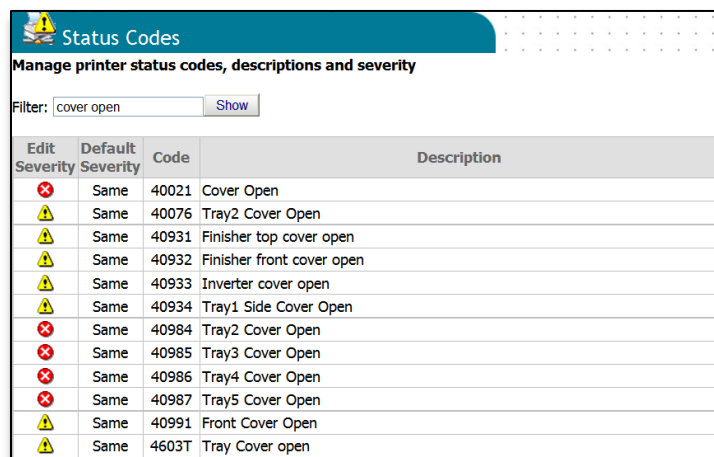 Status Codes
Manage printer status codes, descriptions and severity
Filter: cover open Show
Edit Severity Default Severity Code Description
Same 40021 Cover Open
Same 40076 Tray2 Cover Open
Same 40931 Finisher top cover open
Same 40932 Finisher front cover open
Same 40933 Inverter cover open
Same 40934 Tray1 Side Cover Open
Same 40984 Tray2 Cover Open
Same 40985 Tray3 Cover Open
Same 40986 Tray4 Cover Open
Same 40987 Tray5 Cover Open
Same 40991 Front Cover Open
Same 4603T Tray Cover open